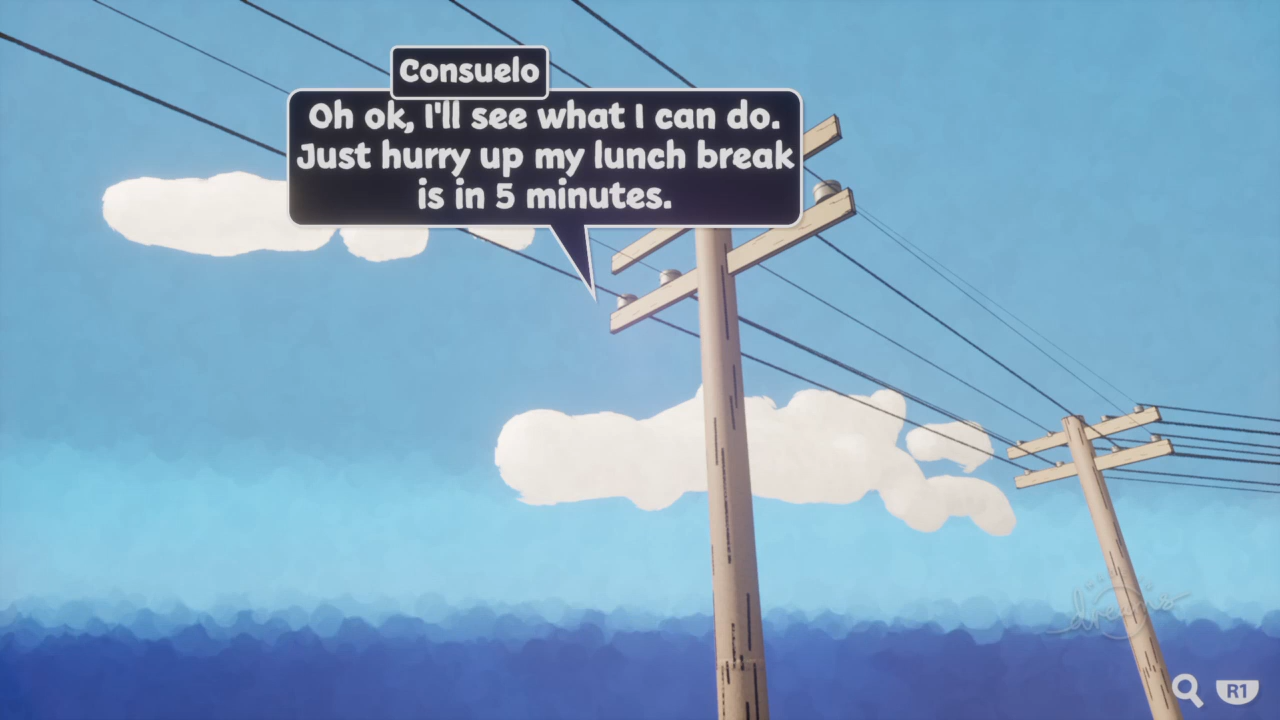 Consuelo
Oh ok, I'll see what I can do.
Just hurry up my lunch break
is in 5 minutes.
dreams
R1